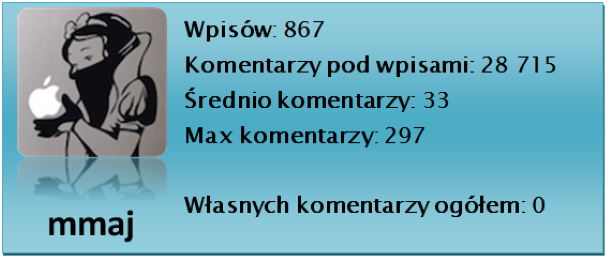 Wpisów: 867
Komentarzy pod wpisami: 28 715
Średnio komentarzy: 33
Max komentarzy: 297
Własnych komentarzy ogółem: 0
mmaj